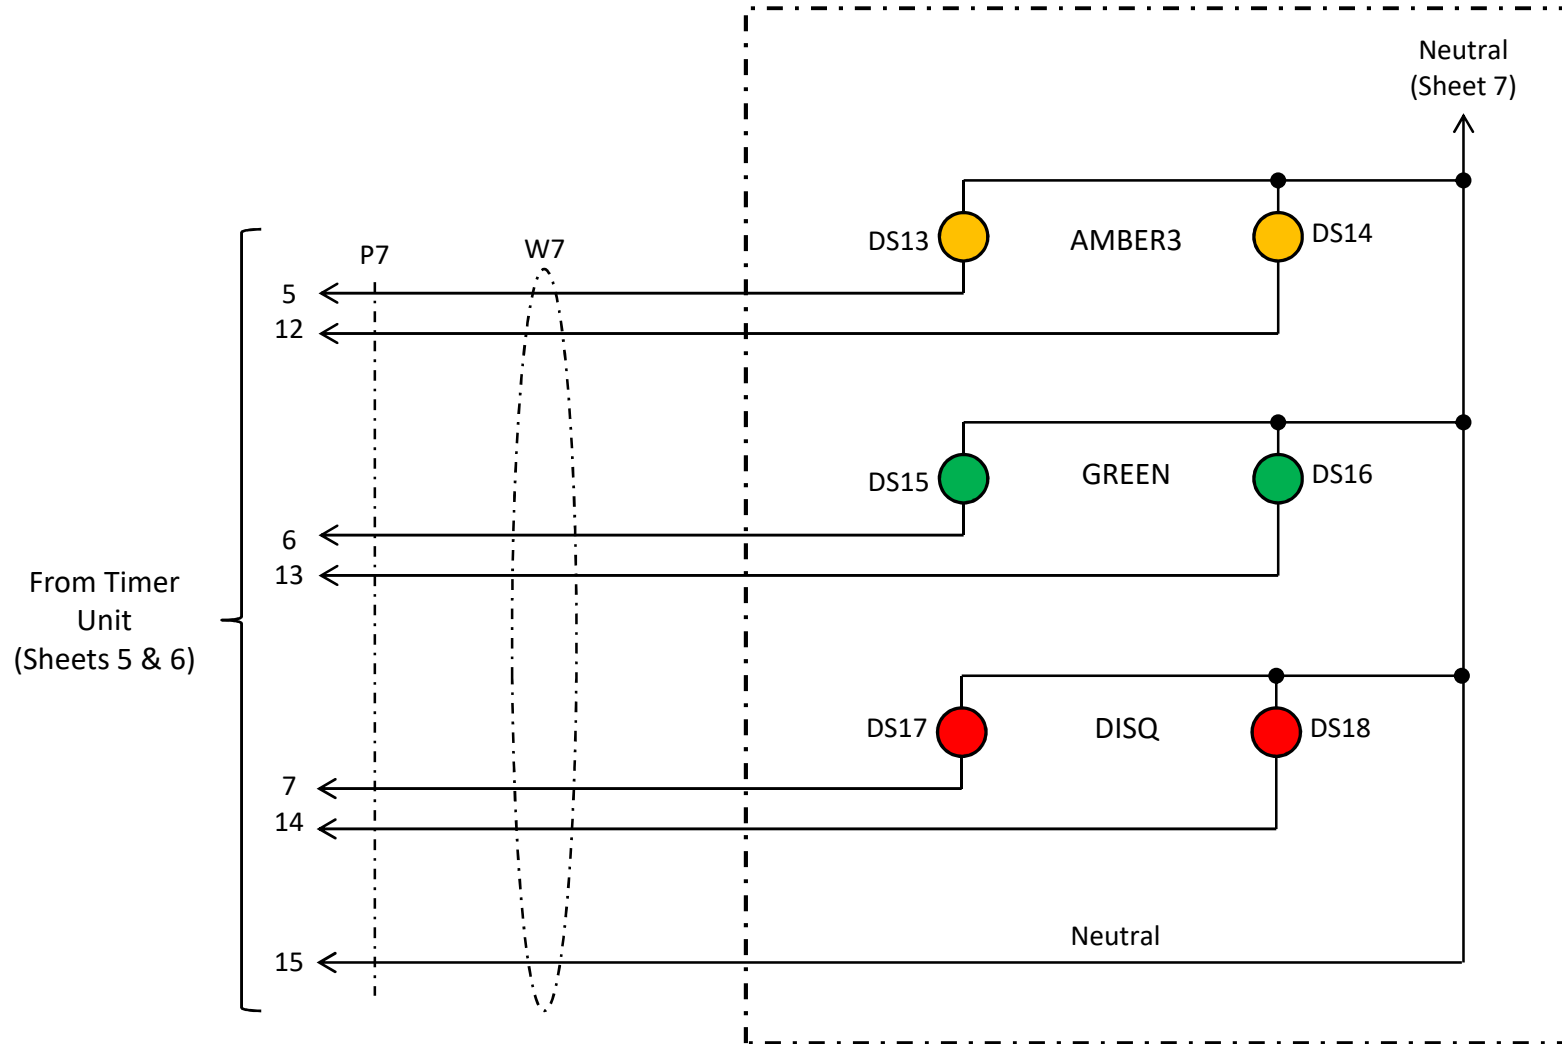 Neutral
(Sheet 7)
DS13
AMBER3
DS14
P7
W7
5
12
DS15
GREEN
DS16
6
13
From Timer
Unit
(Sheets 5 & 6)
DS17
DISQ
DS18
7
14
Neutral
15